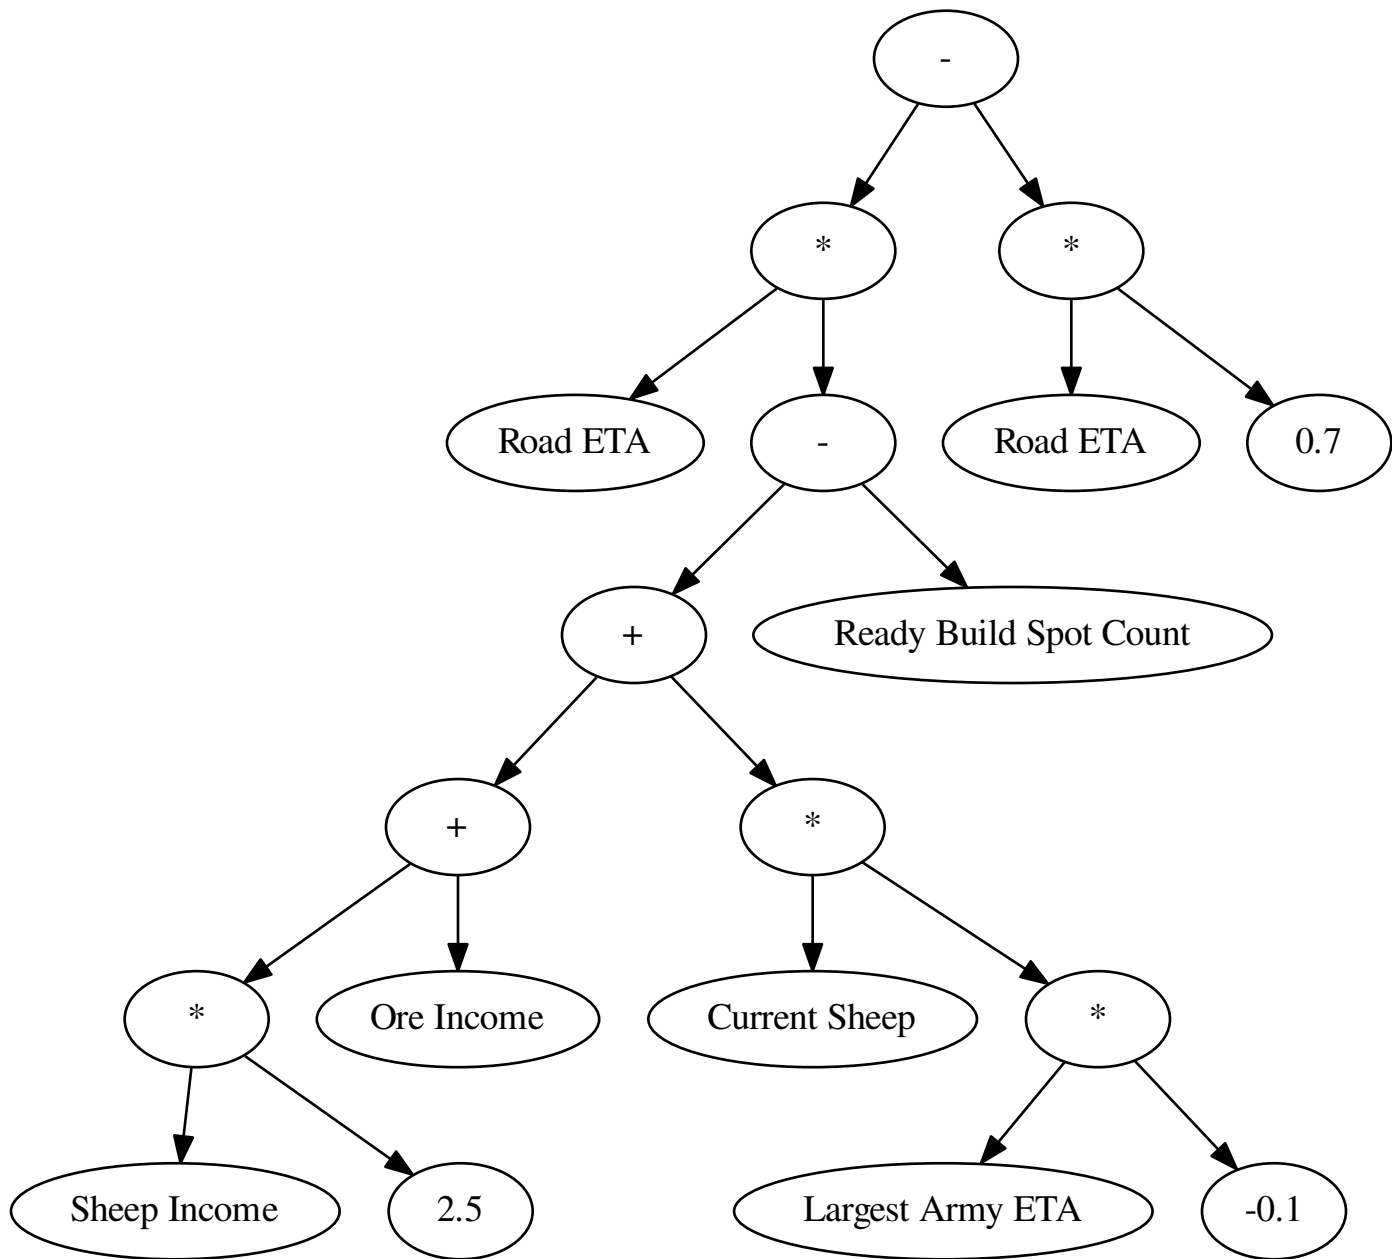 -
*
*
Road ETA
-
Road ETA
0.7
+
Ready Build Spot Count
+
*
*
Ore Income
Current Sheep
*
Sheep Income
2.5
Largest Army ETA
-0.1